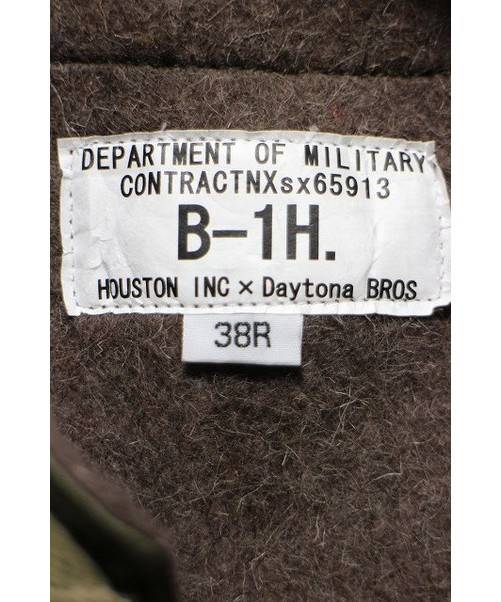 DEPARTMENT OF MILITARY
CONTRACTNXsx65913
B-1H.
HOUSTON INC × Daytona BROS
38R